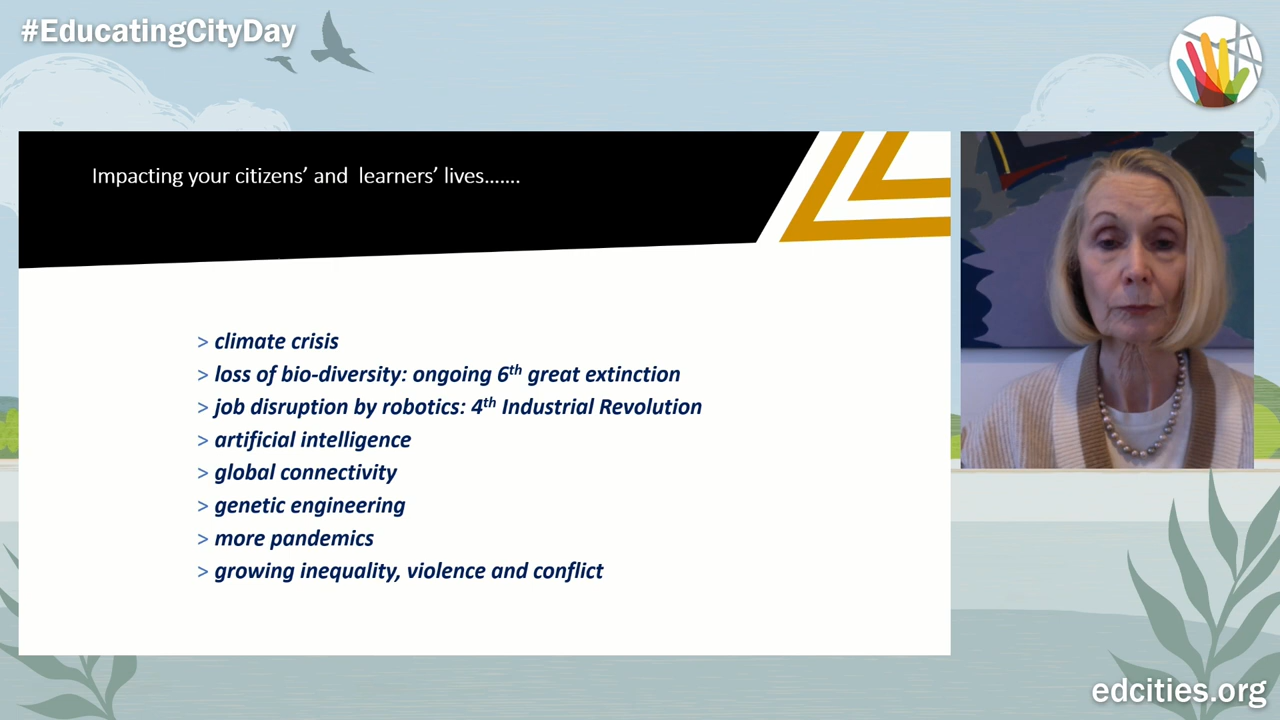 #EducatingCityDay
Impacting your citizens’ and  learners’ lives…….
> climate crisis
> loss of bio-diversity: ongoing 6th great extinction
> job disruption by robotics: 4th Industrial Revolution
> artificial intelligence
> global connectivity
> genetic engineering
> more pandemics
> growing inequality, violence and conflict
edcities.org